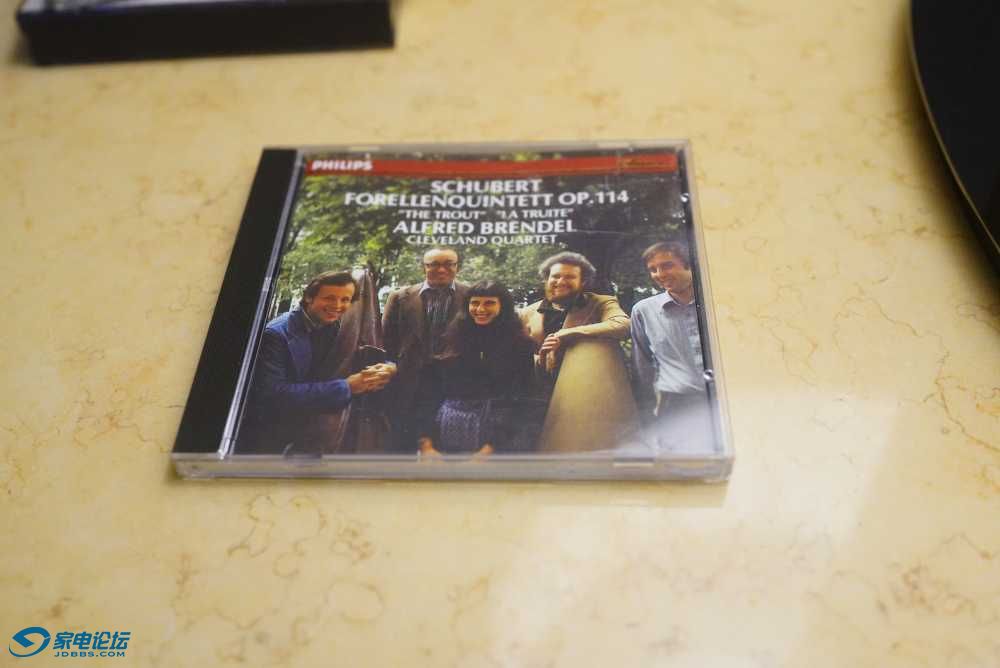 PHILIPS
SCHUBERT
FORELLENQUINTETT OP.114
"THE TROUT" "LA TRUITE"
ALFRED BRENDEL
CLEVELAND QUARTET
家电论坛
JDBBS.COM